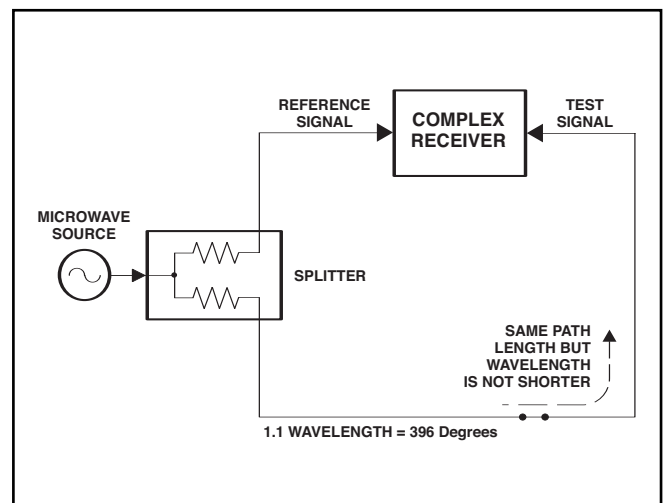 REFERENCE
SIGNAL
COMPLEX
RECEIVER
TEST
SIGNAL
MICROWAVE
SOURCE
SPLITTER
SAME PATH
LENGTH BUT
WAVELENGTH
IS NOT SHORTER
1.1 WAVELENGTH = 396 Degrees